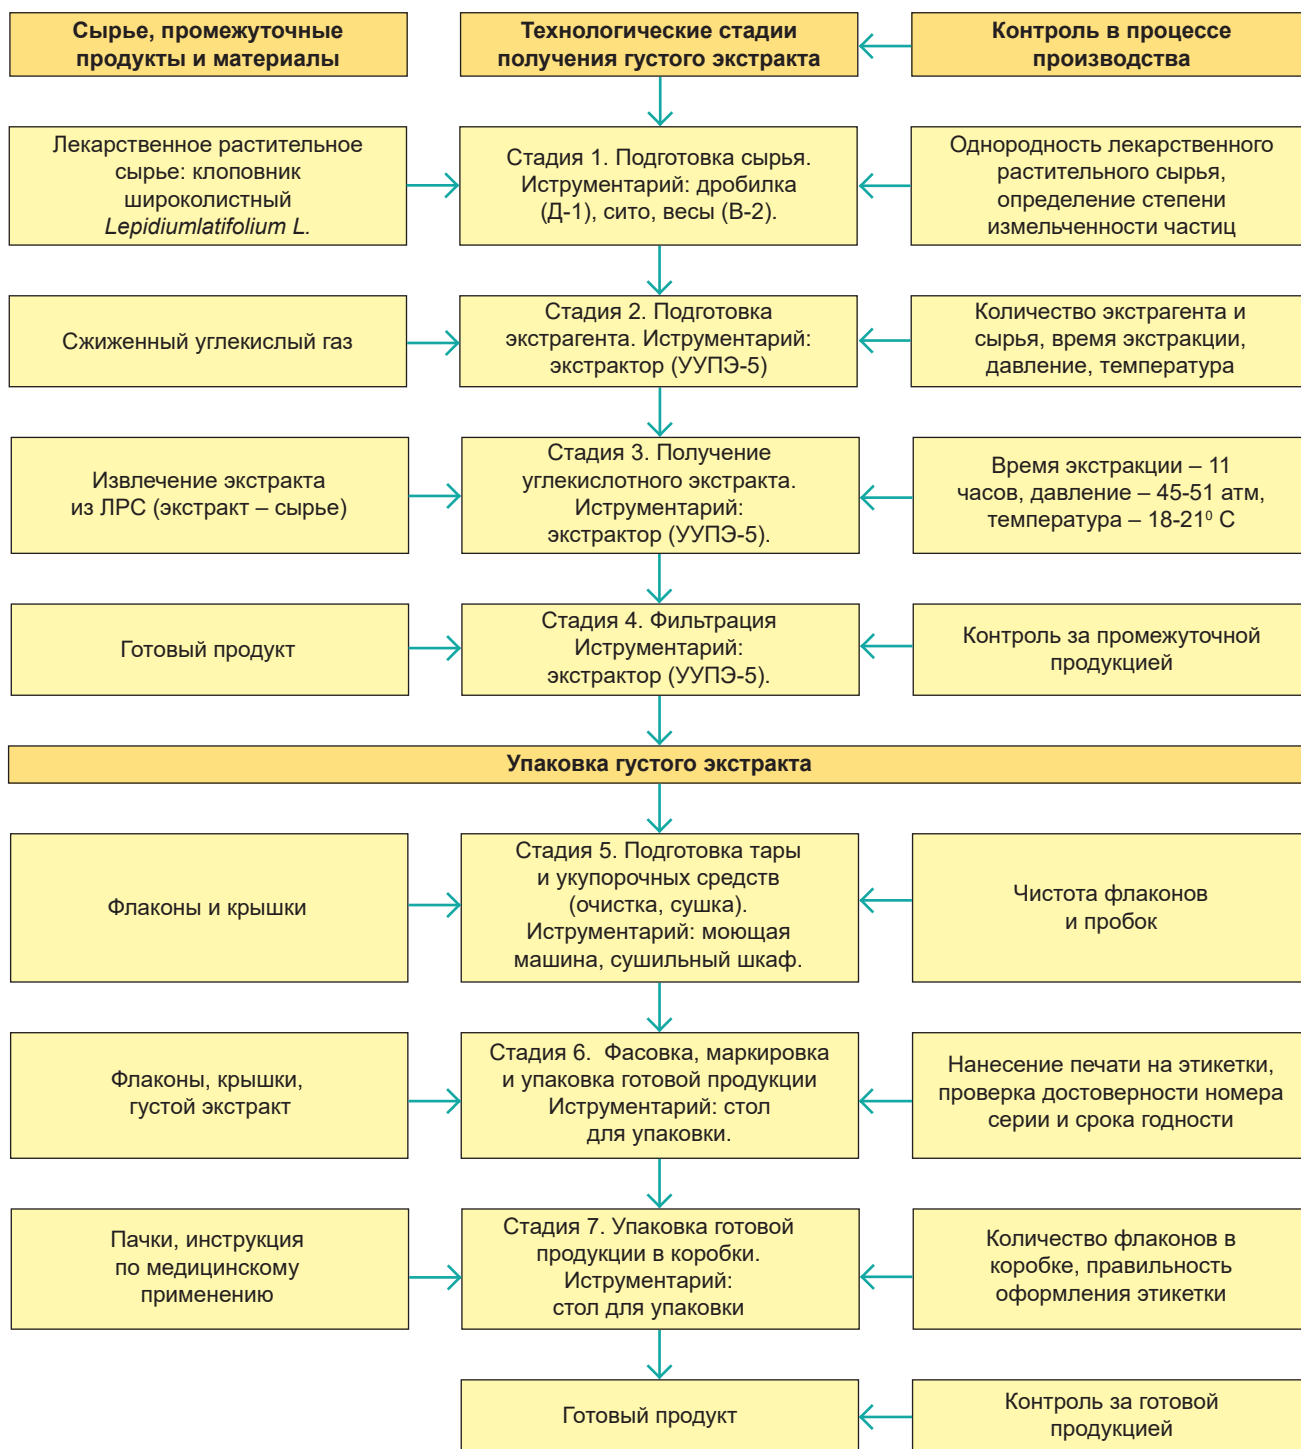 Сырье, промежуточные
продукты и материалы
Технологические стадии
получения густого экстракта
Контроль в процессе
производства
Лекарственное растительное
сырье: клоповник
широколистный
Lepidiumlatifolium L.
Стадия 1. Подготовка сырья.
Иструментарий: дробилка
(Д-1), сито, весы (В-2).
Однородность лекарственного
растительного сырья,
определение степени
измельченности частиц
Сжиженный углекислый газ
Стадия 2. Подготовка
экстрагента. Иструментарий:
экстрактор (УУПЭ-5)
Количество экстрагента и
сырья, время экстракции,
давление, температура
Извлечение экстракта
из ЛРС (экстракт – сырье)
Стадия 3. Получение
углекислотного экстракта.
Иструментарий:
экстрактор (УУПЭ-5).
Время экстракции – 11
часов, давление – 45-51 атм,
температура – 18-21⁰ С
Готовый продукт
Стадия 4. Фильтрация
Иструментарий:
экстрактор (УУПЭ-5).
Контроль за промежуточной
продукцией
Упаковка густого экстракта
Флаконы и крышки
Стадия 5. Подготовка тары
и укупорочных средств
(очистка, сушка).
Иструментарий: моющая
машина, сушильный шкаф.
Чистота флаконов
и пробок
Флаконы, крышки,
густой экстракт
Стадия 6. Фасовка, маркировка
и упаковка готовой продукции
Иструментарий: стол
для упаковки.
Нанесение печати на этикетки,
проверка достоверности номера
серии и срока годности
Пачки, инструкция
по медицинскому
применению
Стадия 7. Упаковка готовой
продукции в коробки.
Иструментарий:
стол для упаковки
Количество флаконов в
коробке, правильность
оформления этикетки
Готовый продукт
Контроль за готовой
продукцией